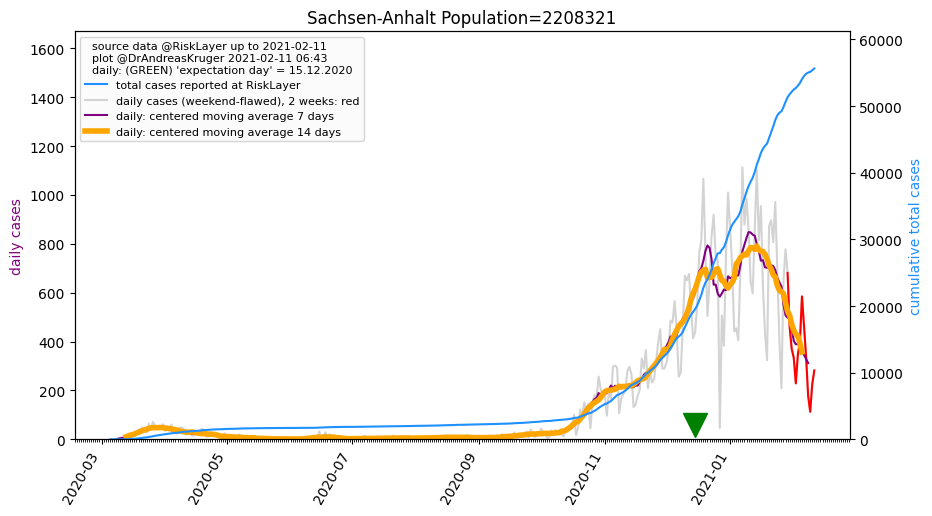 Sachsen-Anhalt Population=2208321
source data @RiskLayer up to 2021-02-11
plot @DrAndreasKruger 2021-02-11 06:43
daily: (GREEN) 'expectation day' = 15.12.2020
total cases reported at RiskLayer
daily cases (weekend-flawed), 2 weeks: red
daily: centered moving average 7 days
daily: centered moving average 14 days
daily cases
1600
1400
1200
1000
800
600
400
200
0
60000
50000
40000
30000
20000
10000
0
cumulative total cases
2020-03
2020-05
2020-07
2020-09
2020-11
2021-01